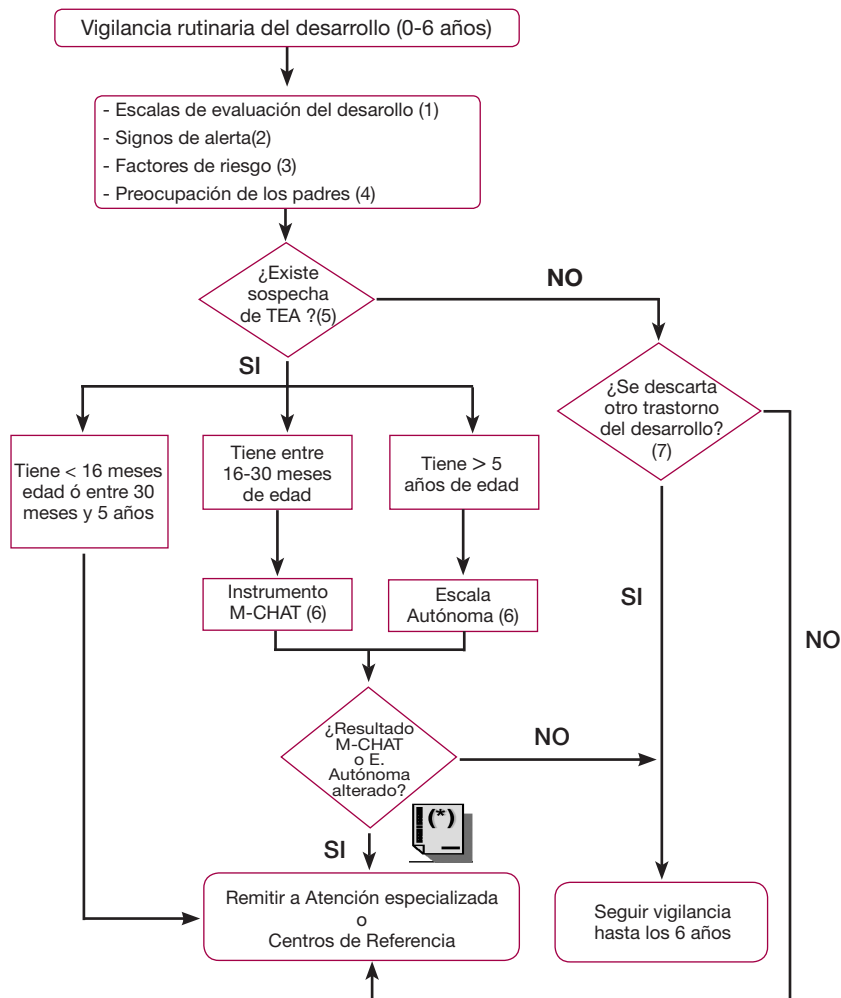 Vigilancia rutinaria del desarrollo (0-6 años)
- Escalas de evaluación del desarollo (1)
- Signos de alerta(2)
- Factores de riesgo (3)
- Preocupación de los padres (4)
¿Existe
sospecha
de TEA ?(5)
NO
SI
¿Se descarta
otro trastorno
del desarrollo?
(7)
Tiene < 16 meses
edad ó entre 30
meses y 5 años
Tiene entre
16-30 meses
de edad
Tiene > 5
años de edad
Instrumento
M-CHAT (6)
Escala
Autónoma (6)
SI
NO
¿Resultado
M-CHAT
o E.
Autónoma
alterado?
NO
(*)
SI
Remitir a Atención especializada
o
Centros de Referencia
Seguir vigilancia
hasta los 6 años